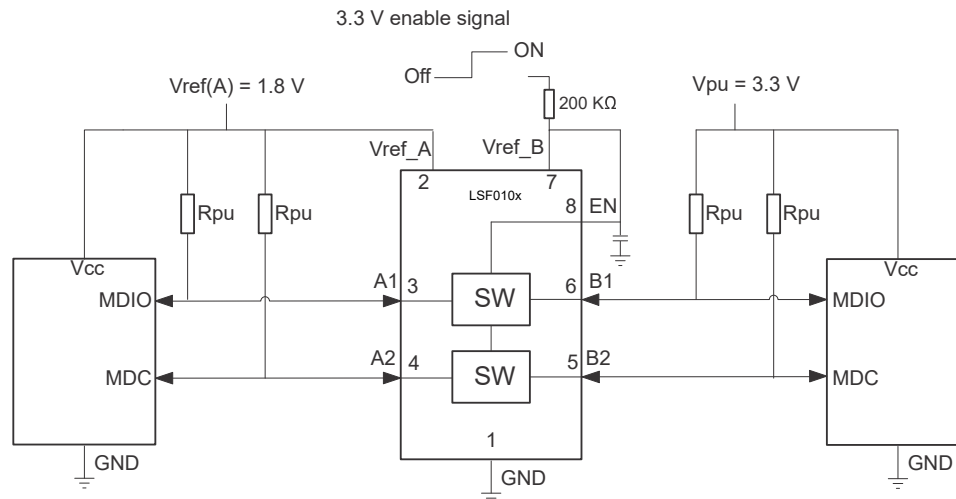 3.3 V enable signal
ON
Off
Vref(A) = 1.8 V
200 KΩ
Vpu = 3.3 V
Vref_A
Vref_B
2
7
LSF010x
8
EN
Rpu
Rpu
Rpu
Rpu
Vcc
Vcc
MDIO
A1
3
SW
6
B1
MDIO
MDC
A2
4
SW
5
B2
MDC
1
GND
GND
GND